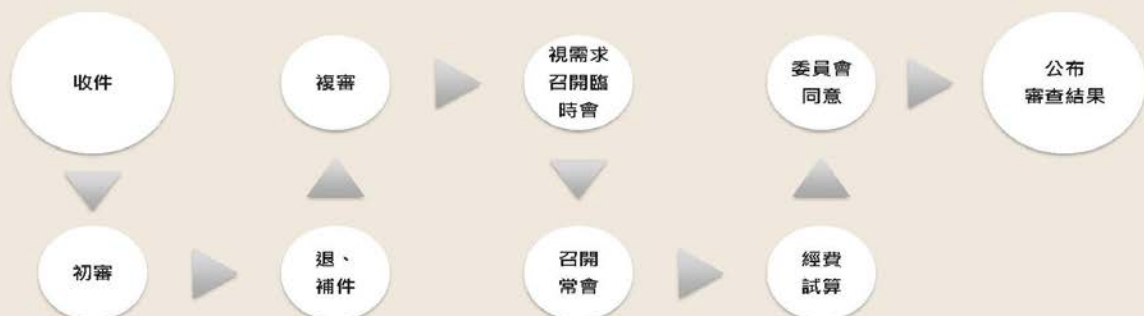 收件
初審
退、
補件
複審
視需求
召開臨
時會
召開
常會
經費
試算
委員會
同意
公布
審查結果